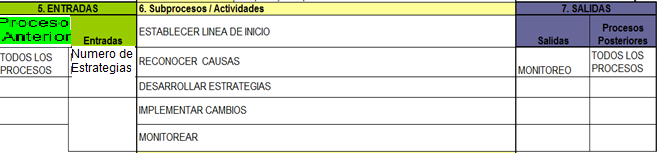 5. ENTRADAS
6. Subprocesos / Actividades
7. SALIDAS
Proceso
Anterior
Entradas
ESTABLECER LINEA DE INICIO
Salidas
Procesos
Posteriores
TODOS LOS
PROCESOS
Numero de
Estrategias
RECONOCER CAUSAS
MONITOREO
TODOS LOS
PROCESOS
DESARROLLAR ESTRATEGIAS
IMPLEMENTAR CAMBIOS
MONITOREAR